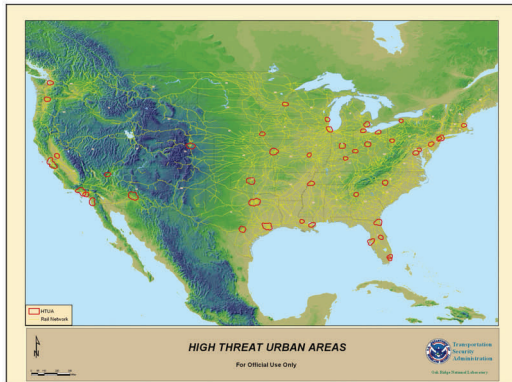 HTUA
Rail Network
N
HIGH THREAT URBAN AREAS
For Official Use Only
Transportation
Security
Administration
Oak Ridge National Laboratory